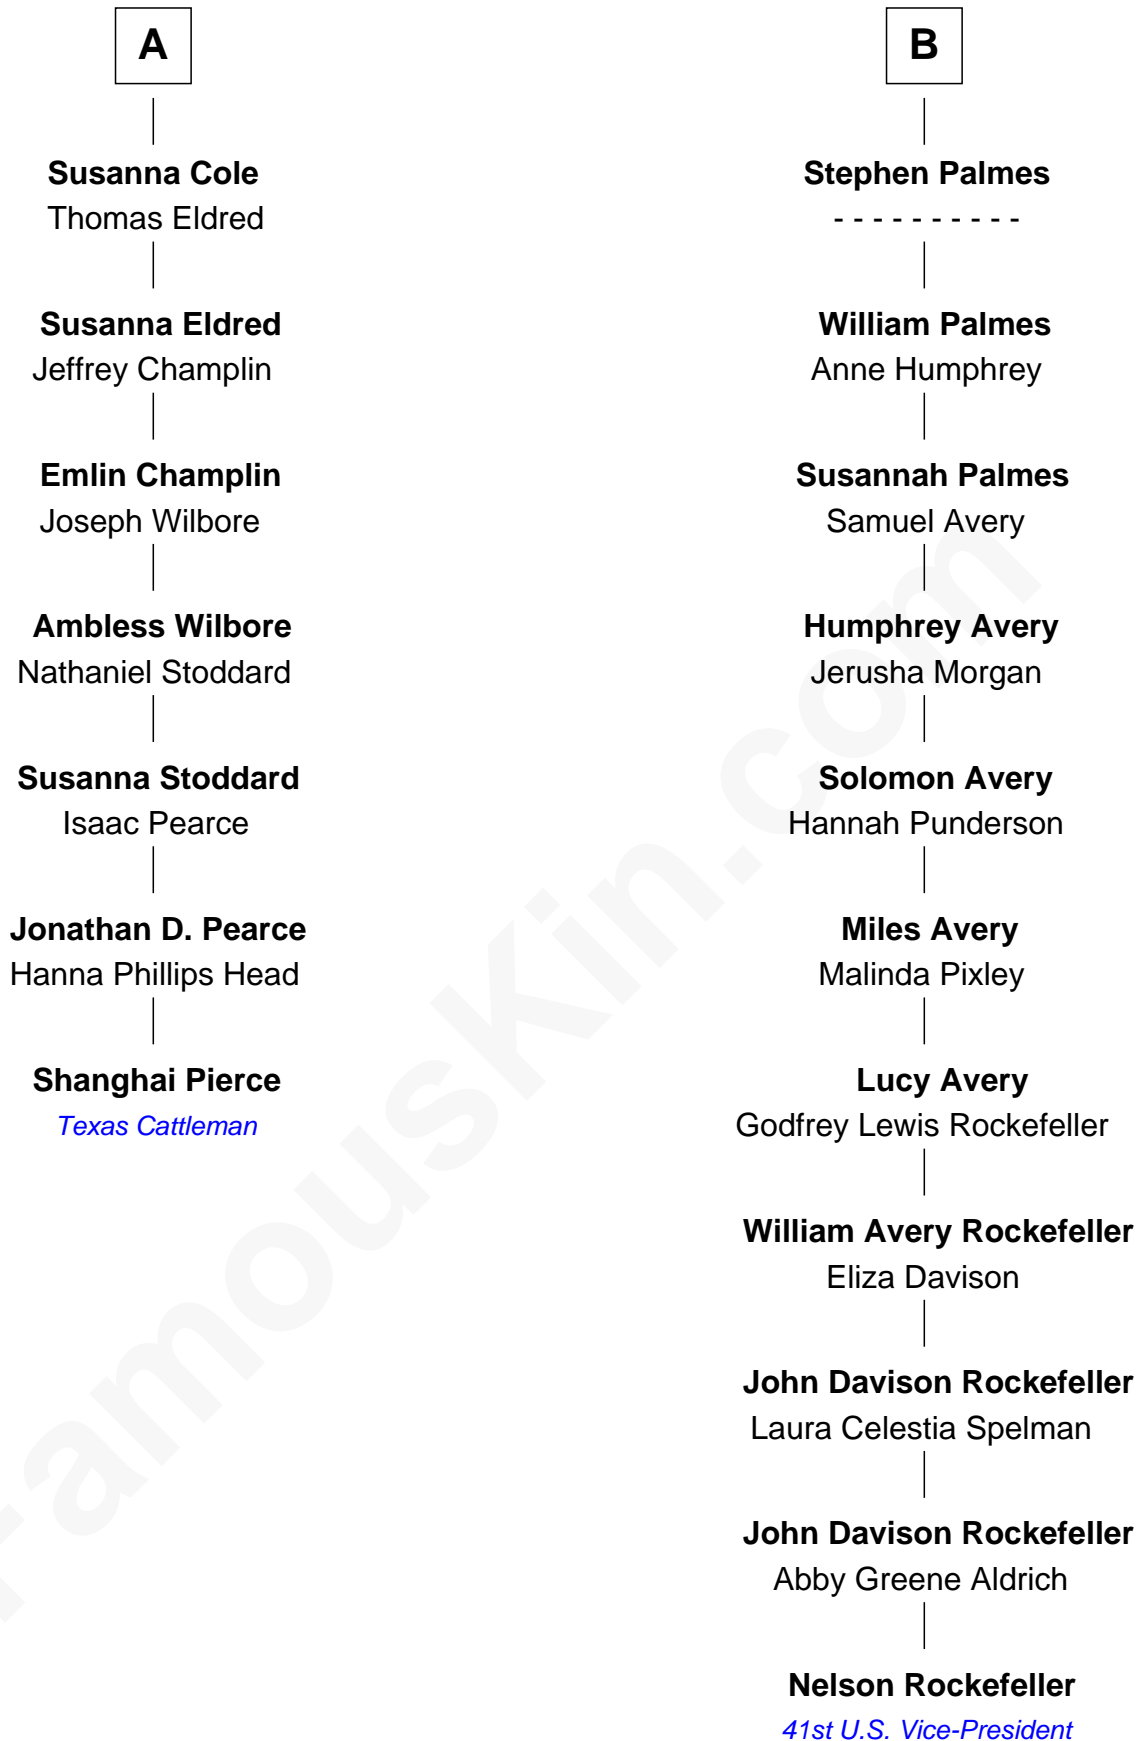 A
Susanna Cole
Thomas Eldred
Susanna Eldred
Jeffrey Champlin
Emlin Champlin
Joseph Wilbore
Ambless Wilbore
Nathaniel Stoddard
Susanna Stoddard
Isaac Pearce
Jonathan D. Pearce
Hanna Phillips Head
Shanghai Pierce
Texas Cattleman
B
Stephen Palmes
- - - - - - - - - -
William Palmes
Anne Humphrey
Susannah Palmes
Samuel Avery
Humphrey Avery
Jerusha Morgan
Solomon Avery
Hannah Punderson
Miles Avery
Malinda Pixley
Lucy Avery
Godfrey Lewis Rockefeller
William Avery Rockefeller
Eliza Davison
John Davison Rockefeller
Laura Celestia Spelman
John Davison Rockefeller
Abby Greene Aldrich
Nelson Rockefeller
41st U.S. Vice-President
FamousKin.com